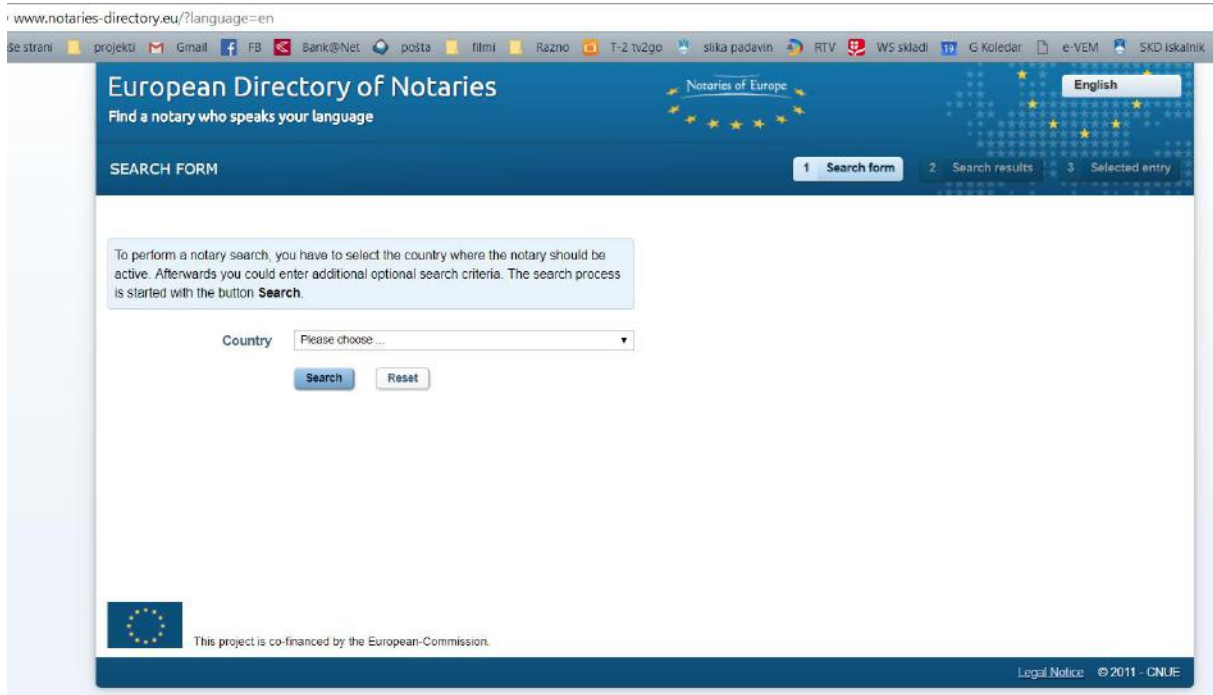 www.notaries-directory.eu/?language=en
še strani projekti Gmail FB Bank@Net pošta filmi Razno T-2 tv2go slika padavin RTV WS skladi 19 G Koledar e-VEM SKD iskalnik
European Directory of Notaries
Find a notary who speaks your language
Notaries of Europe
English
SEARCH FORM
1 Search form 2 Search results 3 Selected entry
To perform a notary search, you have to select the country where the notary should be
active. Afterwards you could enter additional optional search criteria. The search process
is started with the button Search.
Country Please choose ...
Search Reset
This project is co-financed by the European-Commission.
Legal Notice © 2011 - CNUE